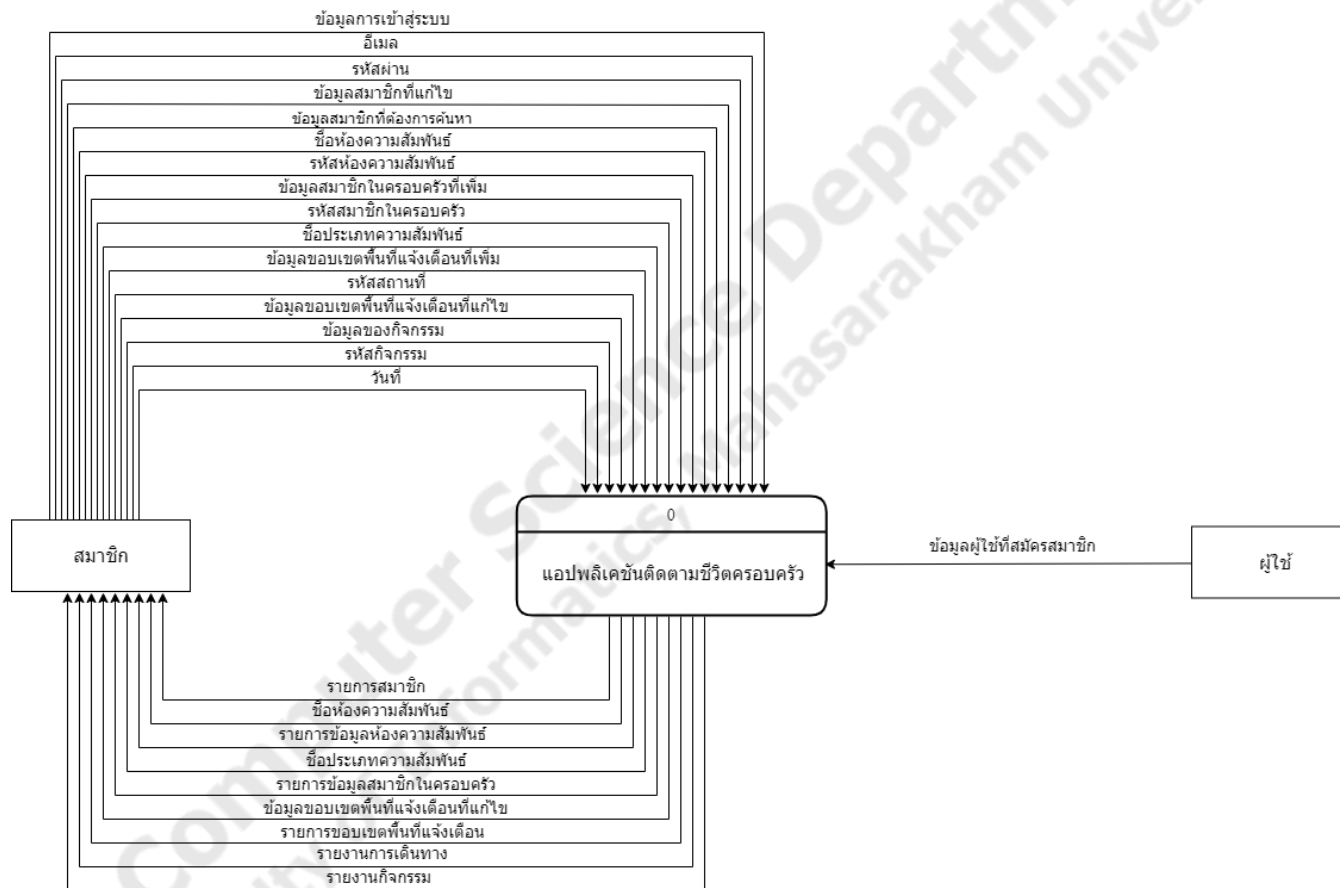 ข้อมูลการเข้าสู่ระบบ
อีเมล
รหัสผ่าน
ข้อมูลสมาชิกที่แก้ไข
ข้อมูลสมาชิกที่ต้องการค้นหา
ชื่อห้องความสัมพันธ์
รหัสห้องความสัมพันธ์
ข้อมูลสมาชิกในครอบครัวที่เพิ่ม
รหัสสมาชิกในครอบครัว
ชื่อประเภทความสัมพันธ์
ข้อมูลขอบเขตพื้นที่แจ้งเตือนที่เพิ่ม
รหัสสถานที่
ข้อมูลขอบเขตพื้นที่แจ้งเตือนที่แก้ไข
ข้อมูลของกิจกรรม
รหัสกิจกรรม
วันที่
สมาชิก
0
แอปพลิเคชันติดตามชีวิตครอบครัว
ข้อมูลผู้ใช้ที่สมัครสมาชิก
ผู้ใช้
รายการสมาชิก
ชื่อห้องความสัมพันธ์
รายการข้อมูลห้องความสัมพันธ์
ชื่อประเภทความสัมพันธ์
รายการข้อมูลสมาชิกในครอบครัว
ข้อมูลขอบเขตพื้นที่แจ้งเตือนที่แก้ไข
รายการขอบเขตพื้นที่แจ้งเตือน
รายงานการเดินทาง
รายงานกิจกรรม
Computer Science Departm
ity of Informatics, Mahasarakham Univer